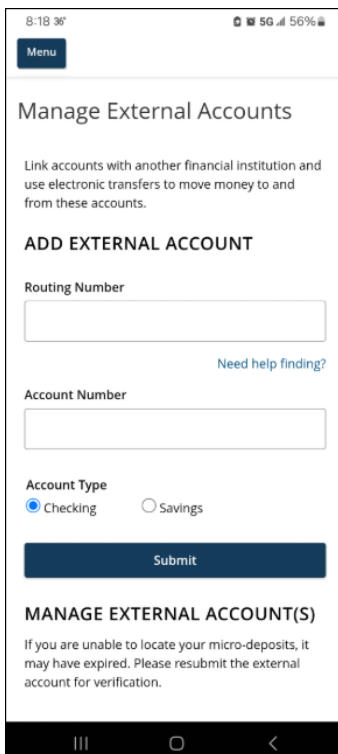 8:18 36° 5G 56%
Menu
Manage External Accounts
Link accounts with another financial institution and
use electronic transfers to move money to and
from these accounts.
ADD EXTERNAL ACCOUNT
Routing Number
Need help finding?
Account Number
Account Type
Checking Savings
Submit
MANAGE EXTERNAL ACCOUNT(S)
If you are unable to locate your micro-deposits, it
may have expired. Please resubmit the external
account for verification.